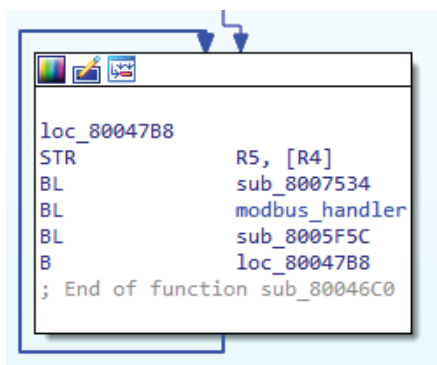 loc_80047B8
STR R5, [R4]
BL sub_8007534
BL modbus_handler
BL sub_8005F5C
B loc_80047B8
; End of function sub_80046C0